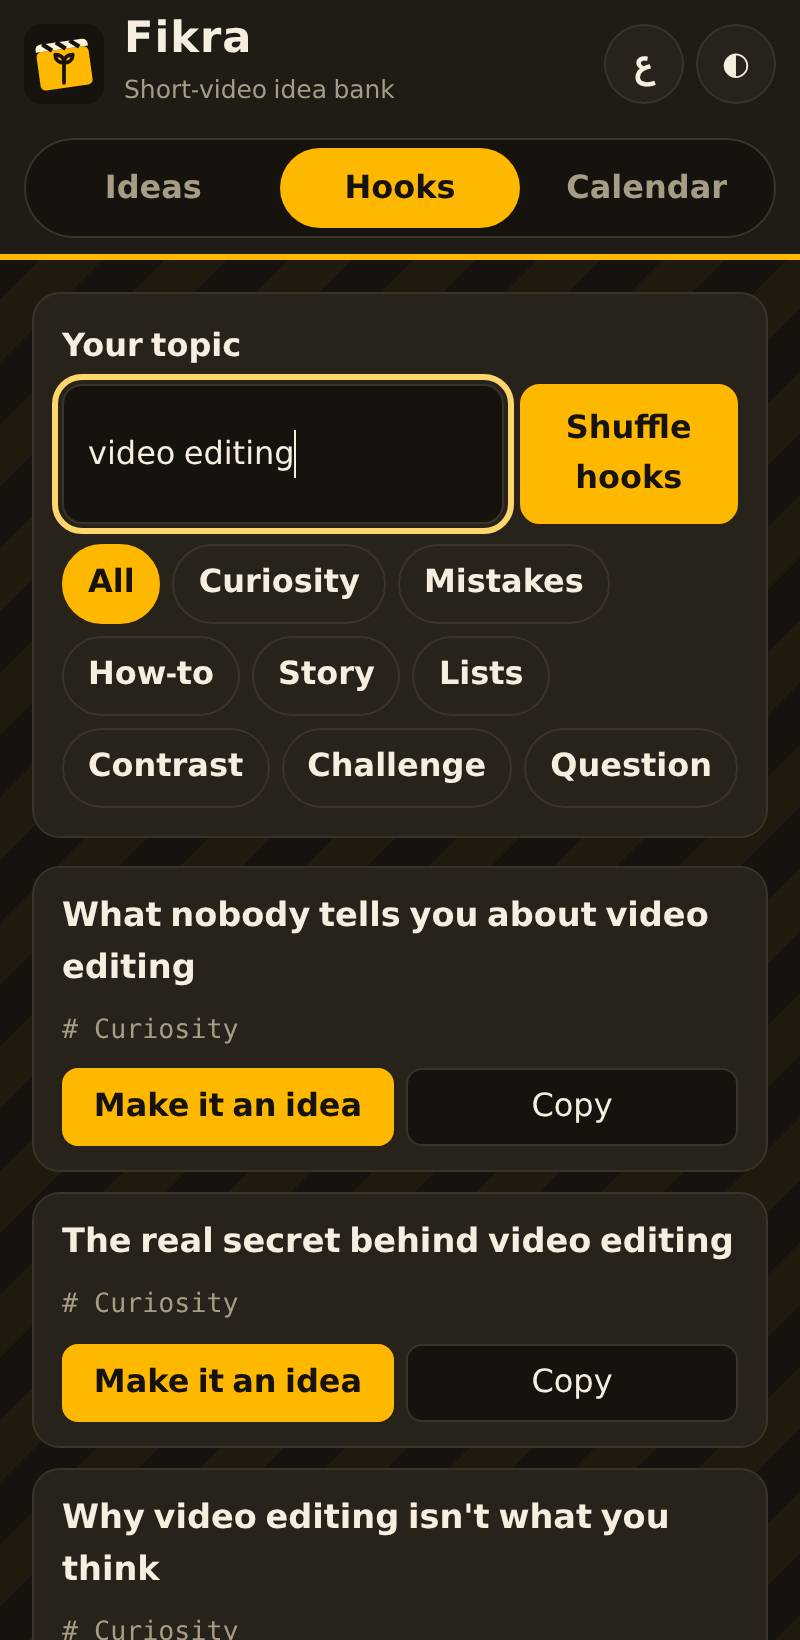 Fikra
Short-video idea bank
ع
Ideas
Hooks
Calendar
Your topic
video editing
Shuffle
hooks
All
Curiosity
Mistakes
How-to
Story
Lists
Contrast
Challenge
Question
What nobody tells you about video
editing
# Curiosity
Make it an idea
Copy
The real secret behind video editing
# Curiosity
Make it an idea
Copy
Why video editing isn't what you
think
# Curiosity